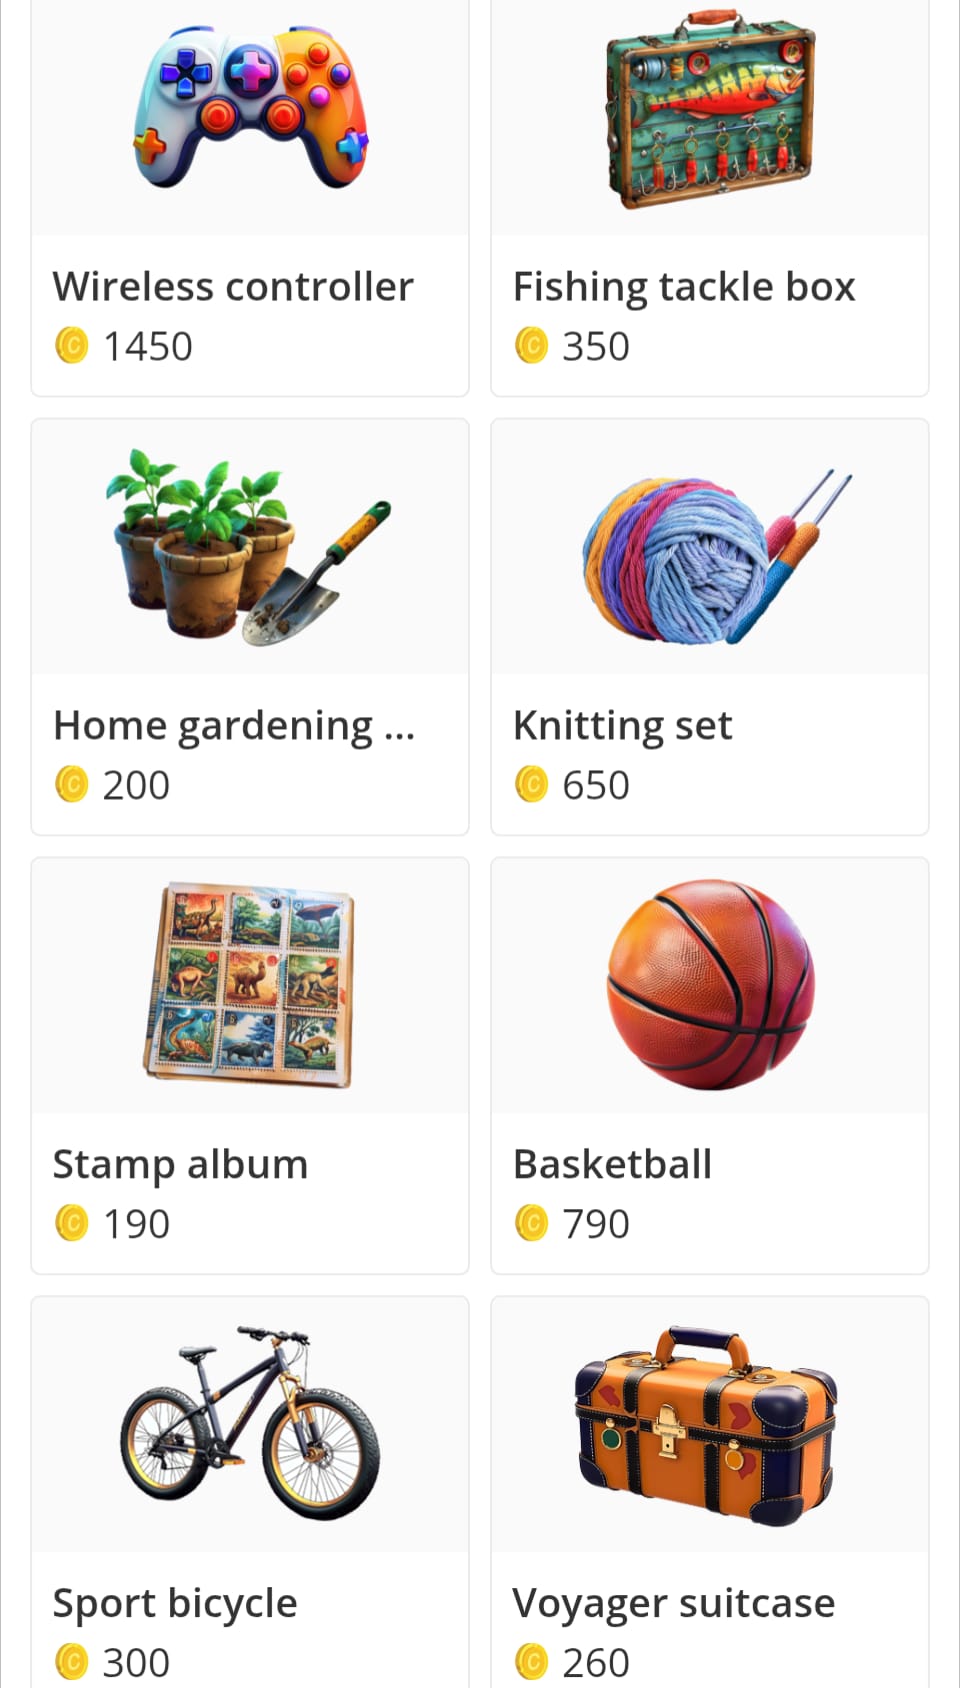 Wireless controller
1450
Fishing tackle box
350
Home gardening ...
200
Knitting set
650
Stamp album
190
Basketball
790
Sport bicycle
300
Voyager suitcase
260